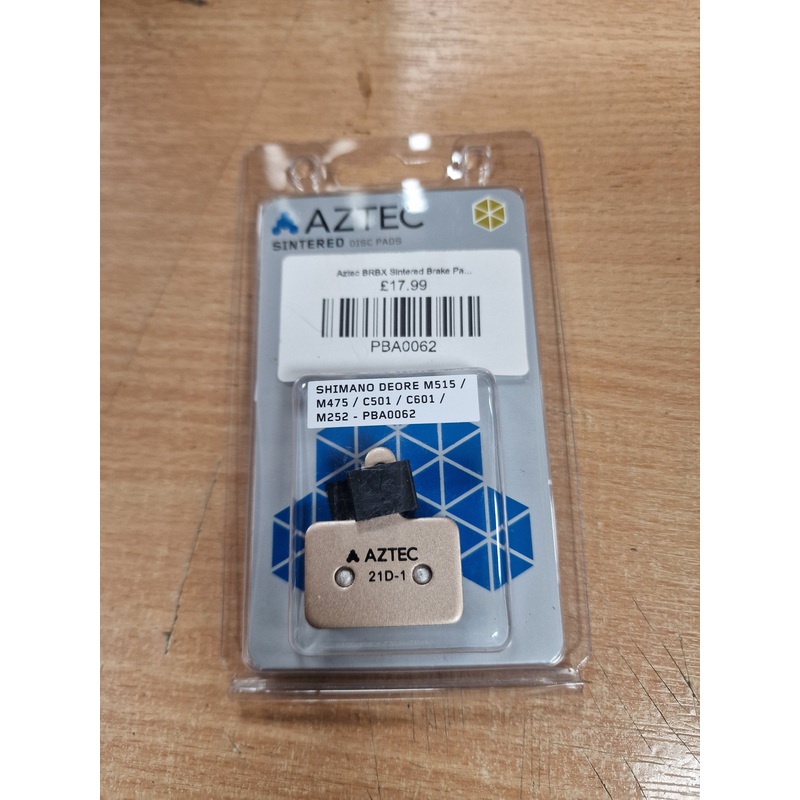 AZTEC
SINTERED DISC PADS
Aztec BRBX Sintered Brake Pa...
£17.99
PBA0062
SHIMANO DEORE M515 /
M475 / C501 / C601 /
M252 - PBA0062
AZTEC
21D-1